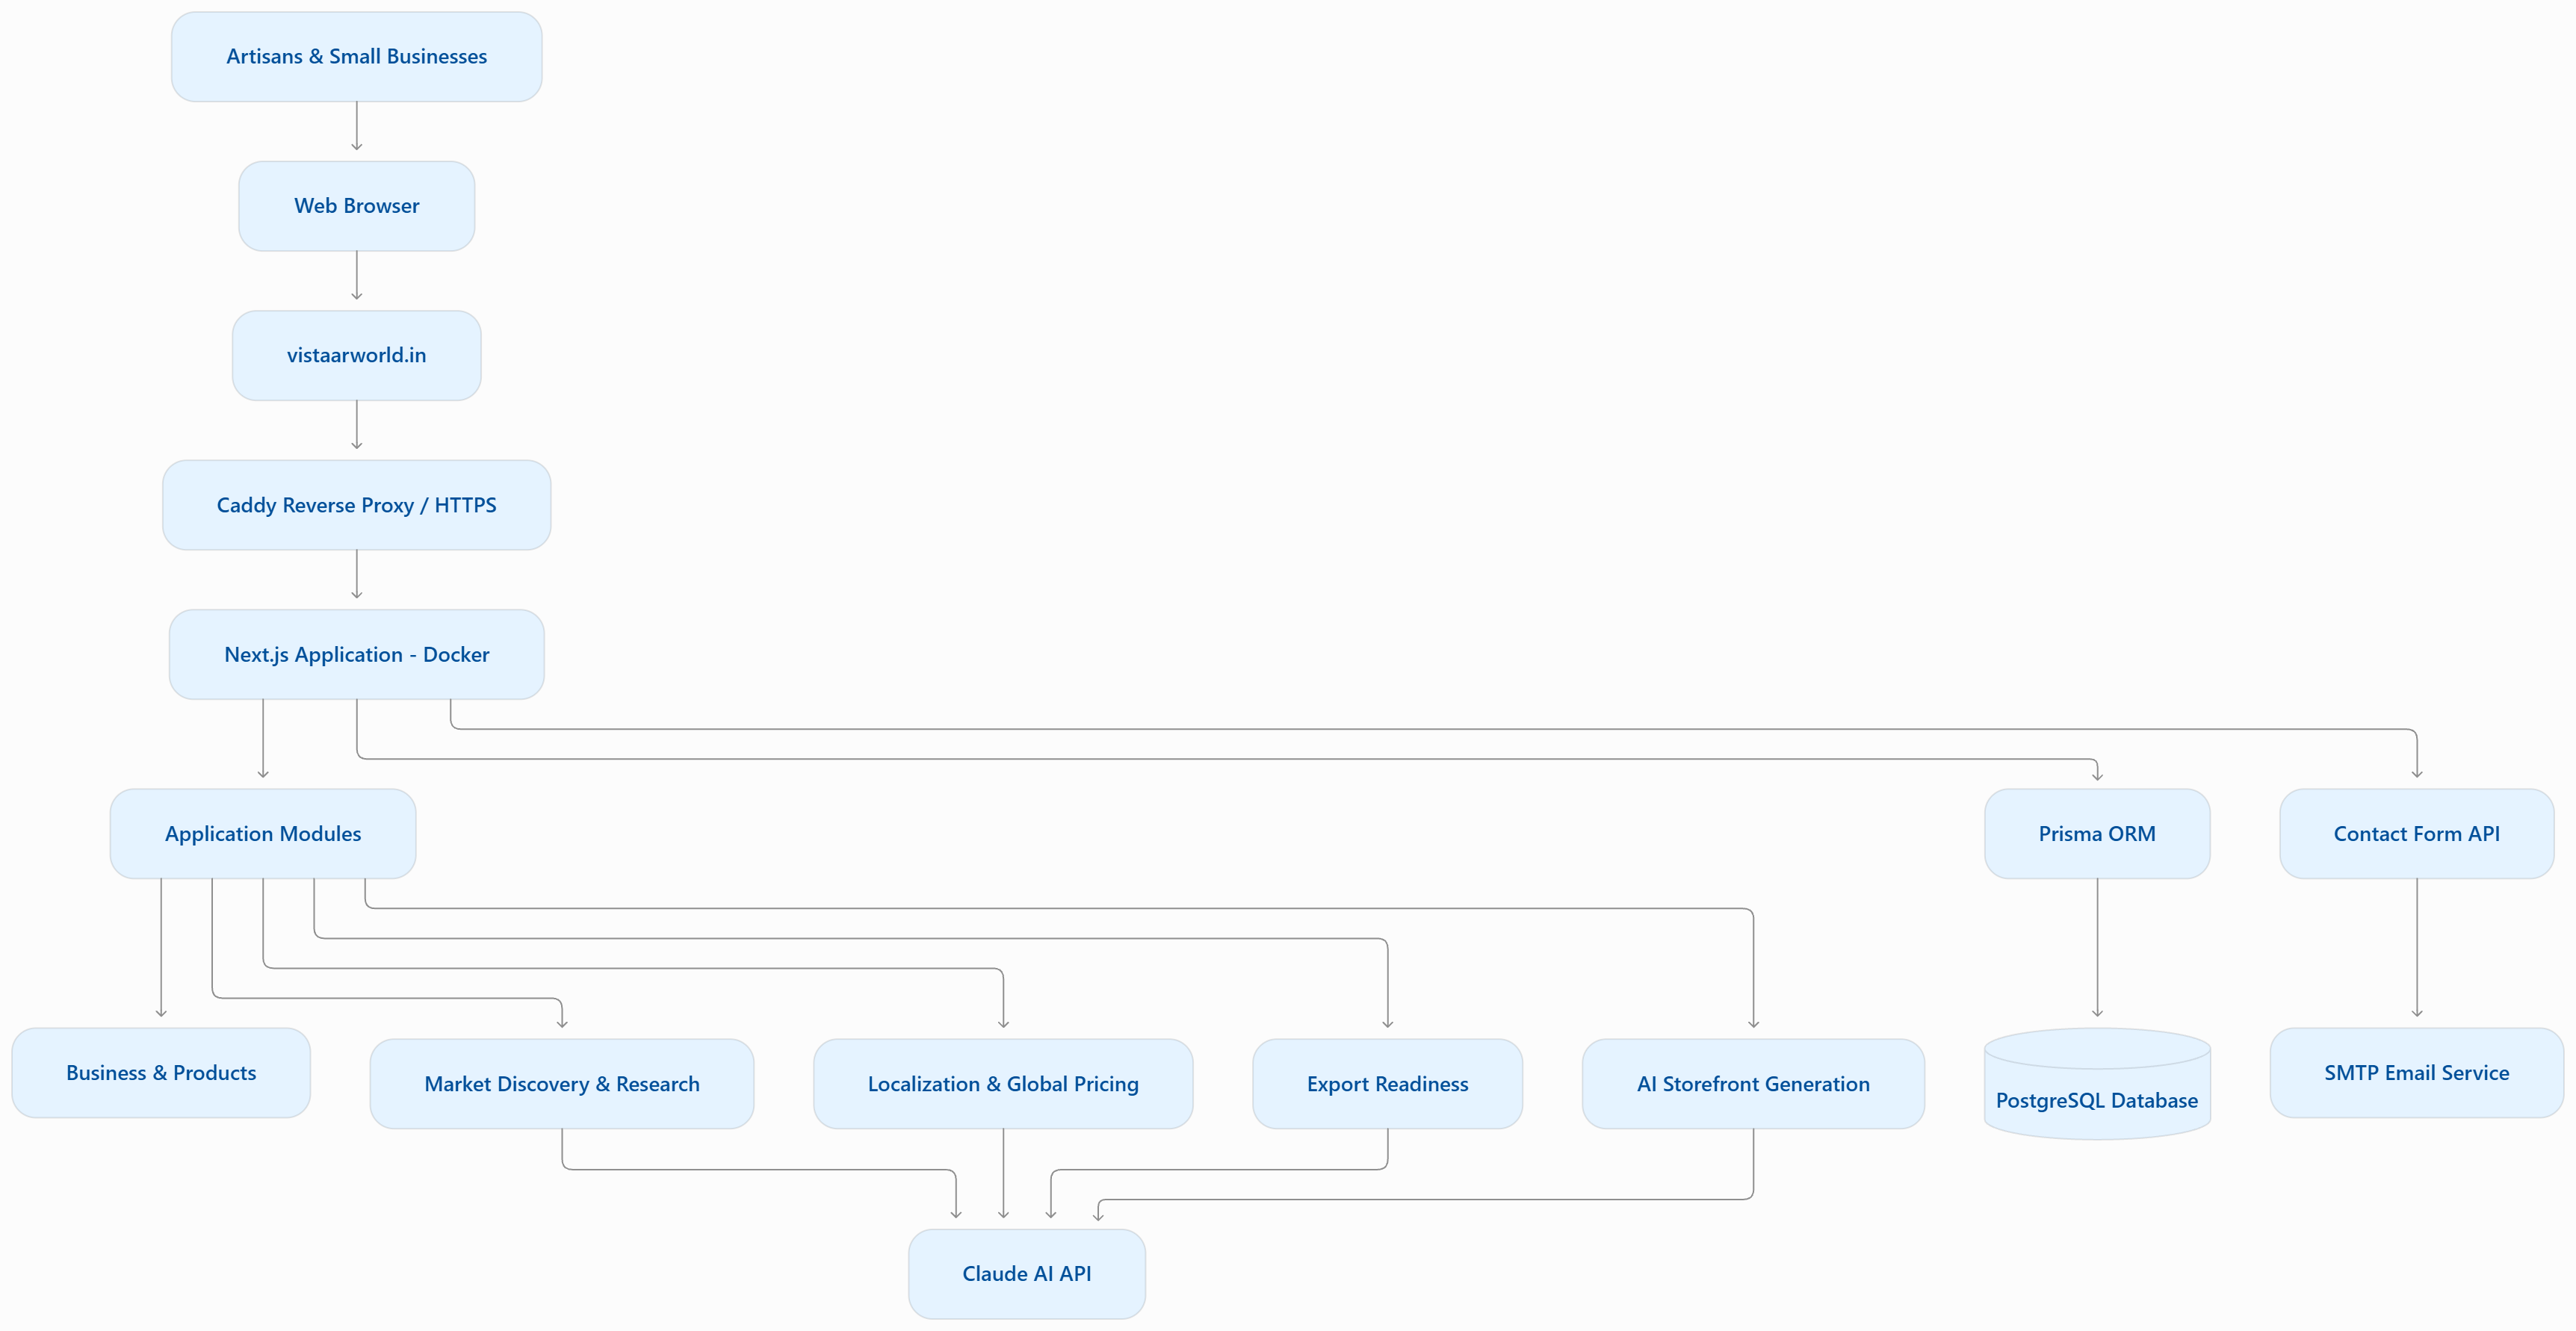 Artisans & Small Businesses
Web Browser
vistaarworld.in
Caddy Reverse Proxy / HTTPS
Next.js Application - Docker
Application Modules
Prisma ORM
Contact Form API
Business & Products
Market Discovery & Research
Localization & Global Pricing
Export Readiness
AI Storefront Generation
PostgreSQL Database
SMTP Email Service
Claude AI API